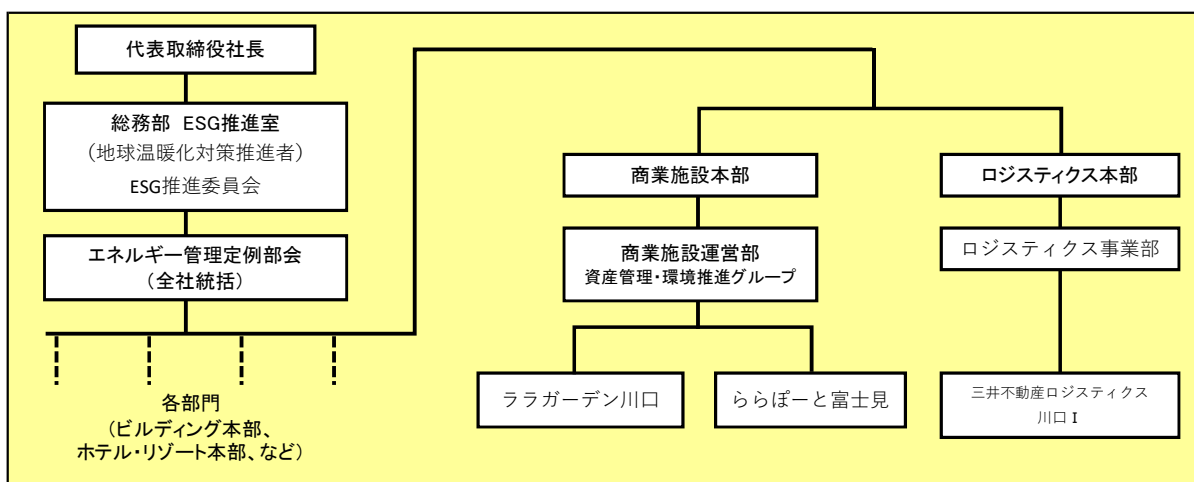 代表取締役社長
総務部 ESG推進室
（地球温暖化対策推進者）
ESG推進委員会
エネルギー管理定例部会
（全社統括）
各部門
（ビルディング本部、
ホテル・リゾート本部、など）
商業施設本部
商業施設運営部
資産管理・環境推進グループ
ララガーデン川口
ららぽーと富士見
ロジスティクス本部
ロジスティクス事業部
三井不動産ロジスティクス
川口Ⅰ